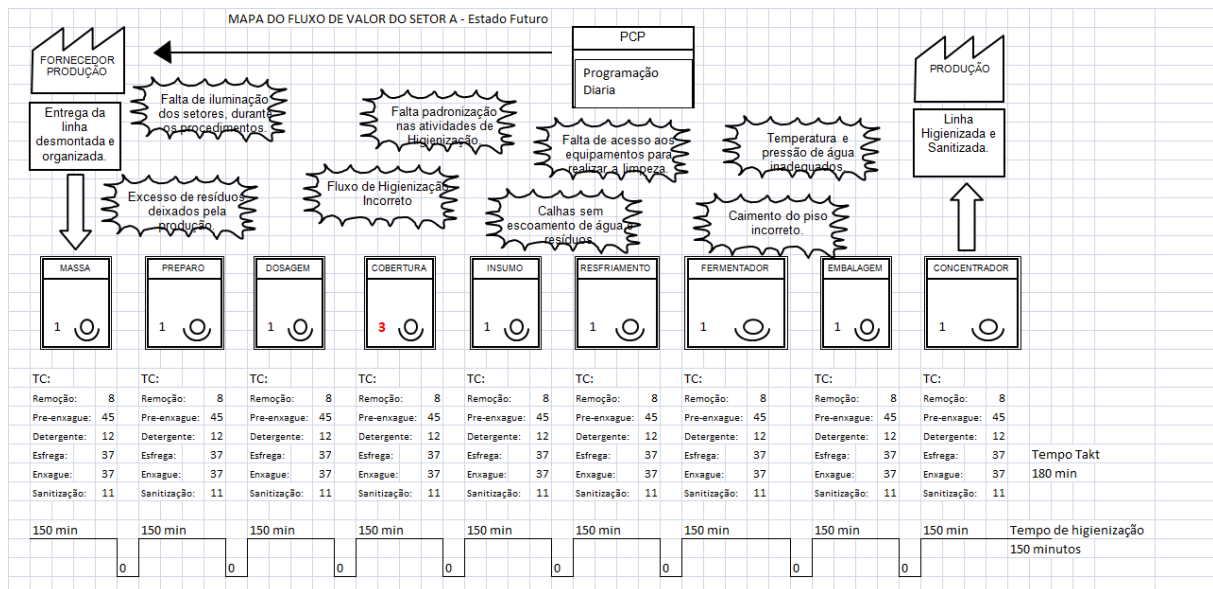 MAPA DO FLUXO DE VALOR DO SETOR A - Estado Futuro
FORNECEDOR
PRODUÇÃO
PCP
Programação
Diaria
PRODUÇÃO
Entrega da
linha
desmontada e
organizada.
Falta de iluminação
dos setores, durante
os procedimentos.
Falta padronização
nas atividades de
Higienização
Falta de acesso aos
equipamentos para
realizar a limpeza.
Temperatura e
pressão de água
inadequados
Linha
Higienizada e
Sanitizada.
Excesso de resíduos
deixados pela
produção.
Fluxo de Higienização
Incorreto
Calhas sem
escoamento de água e
resíduos
Caimento do piso
incorreto.
MASSA PREPARO DOSAGEM COBERTURA INSUMO RESFRIAMENTO FERMENTADOR EMBALAGEM CONCENTRADOR
1 1 1 3 1 1 1 1 1
TC: TC: TC: TC: TC: TC: TC: TC: TC:
Remoção: 8 Remoção: 8 Remoção: 8 Remoção: 8 Remoção: 8 Remoção: 8 Remoção: 8 Remoção: 8 Remoção: 8
Pre-enxague: 45 Pre-enxague: 45 Pre-enxague: 45 Pre-enxague: 45 Pre-enxague: 45 Pre-enxague: 45 Pre-enxague: 45 Pre-enxague: 45 Pre-enxague: 45
Detergente: 12 Detergente: 12 Detergente: 12 Detergente: 12 Detergente: 12 Detergente: 12 Detergente: 12 Detergente: 12 Detergente: 12
Esfrega: 37 Esfrega: 37 Esfrega: 37 Esfrega: 37 Esfrega: 37 Esfrega: 37 Esfrega: 37 Esfrega: 37 Esfrega: 37 Tempo Takt
Enxague: 37 Enxague: 37 Enxague: 37 Enxague: 37 Enxague: 37 Enxague: 37 Enxague: 37 Enxague: 37 Enxague: 37 180 min
Sanitização: 11 Sanitização: 11 Sanitização: 11 Sanitização: 11 Sanitização: 11 Sanitização: 11 Sanitização: 11 Sanitização: 11 Sanitização: 11
150 min 150 min 150 min 150 min 150 min 150 min 150 min 150 min 150 min Tempo de higienização
150 minutos
0 0 0 0 0 0 0 0